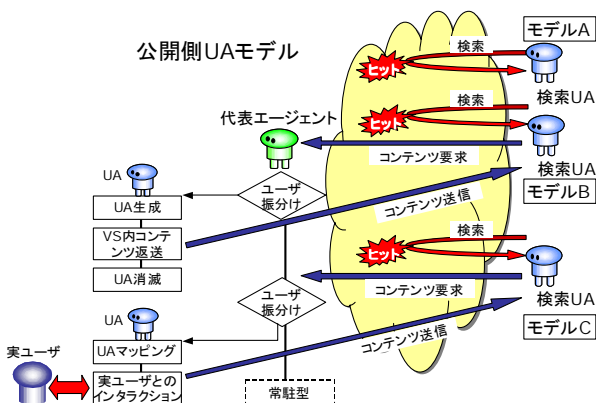 公開側UAモデル
モデルA
検索
ヒット
検索UA
検索
ヒット
代表エージェント
コンテンツ要求
検索UA
モデルB
UA
ユーザ
振分け
UA生成
コンテンツ送信
VS内コンテ
ンツ返送
検索
ヒット
UA消滅
コンテンツ要求
検索UA
モデルC
ユーザ
振分け
UA
コンテンツ送信
実ユーザ
UAマッピング
実ユーザとの
インタラクション
常駐型